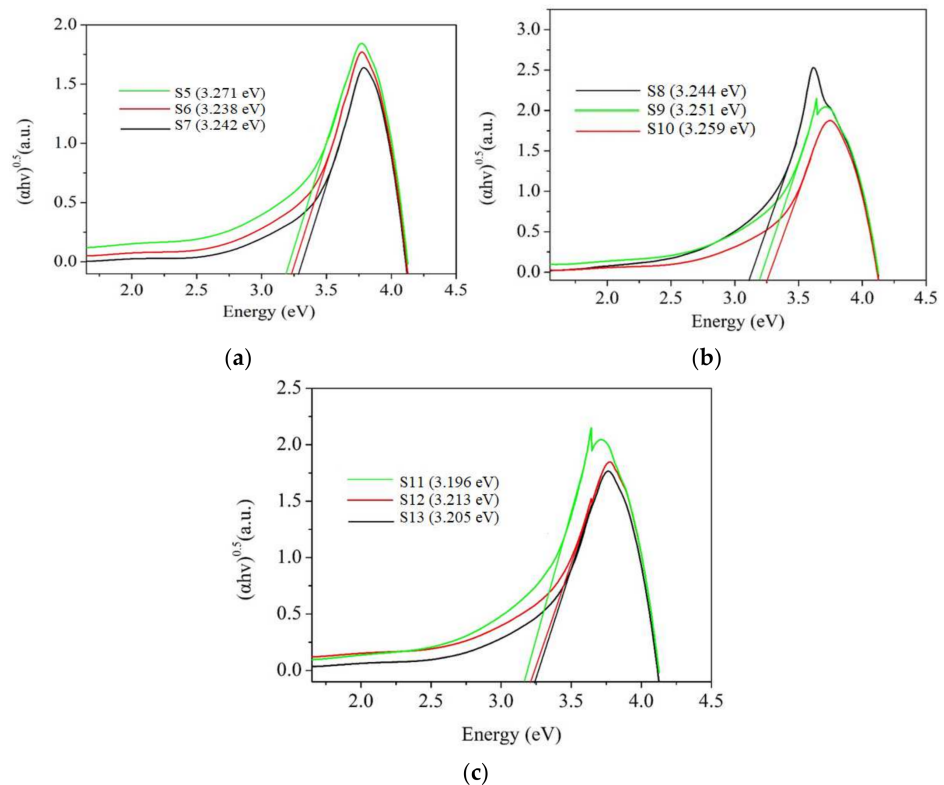 2.0
1.5
1.0
0.5
0.0
(αhν)^0.5(a.u.)
S5 (3.271 eV)
S6 (3.238 eV)
S7 (3.242 eV)
2.0 2.5 3.0 3.5 4.0 4.5
Energy (eV)
(a)
3.0
2.5
2.0
1.5
1.0
0.5
0.0
(αhν)^0.5(a.u.)
S8 (3.244 eV)
S9 (3.251 eV)
S10 (3.259 eV)
2.0 2.5 3.0 3.5 4.0 4.5
Energy (eV)
(b)
2.5
2.0
1.5
1.0
0.5
0.0
(αhν)^0.5(a.u.)
S11 (3.196 eV)
S12 (3.213 eV)
S13 (3.205 eV)
2.0 2.5 3.0 3.5 4.0 4.5
Energy (eV)
(c)